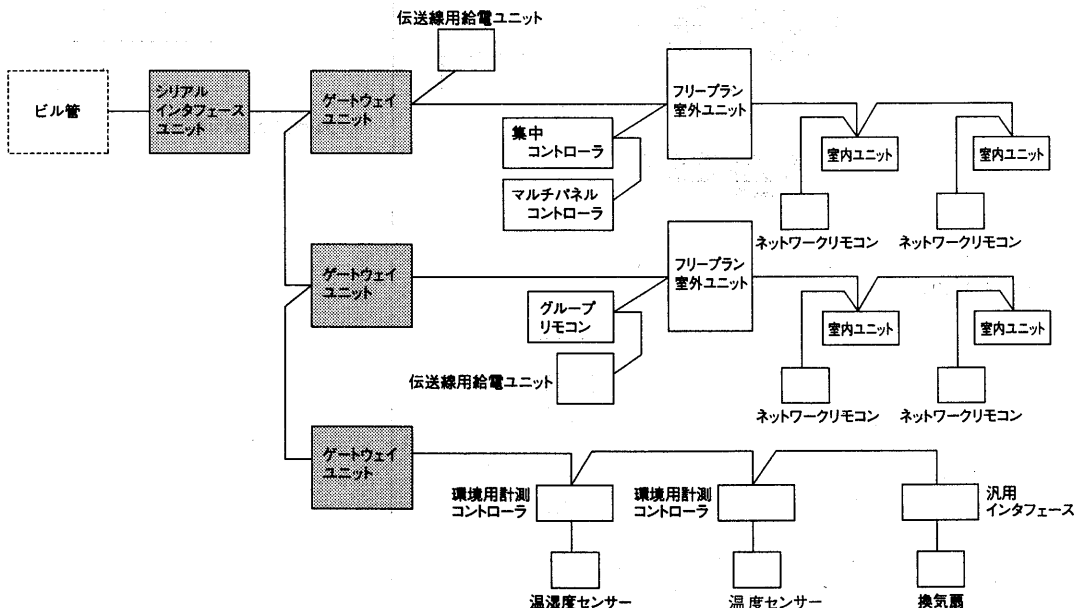 伝送線用給電ユニット
ビル管
シリアル
インタフェース
ユニット
ゲートウェイ
ユニット
フリープラン
室外ユニット
集中
コントローラ
マルチパネル
コントローラ
室内ユニット
室内ユニット
ネットワークリモコン
ネットワークリモコン
ゲートウェイ
ユニット
フリープラン
室外ユニット
グループ
リモコン
伝送線用給電ユニット
室内ユニット
室内ユニット
ネットワークリモコン
ネットワークリモコン
ゲートウェイ
ユニット
環境用計測
コントローラ
環境用計測
コントローラ
汎用
インタフェース
温湿度センサー
温度センサー
換気扇